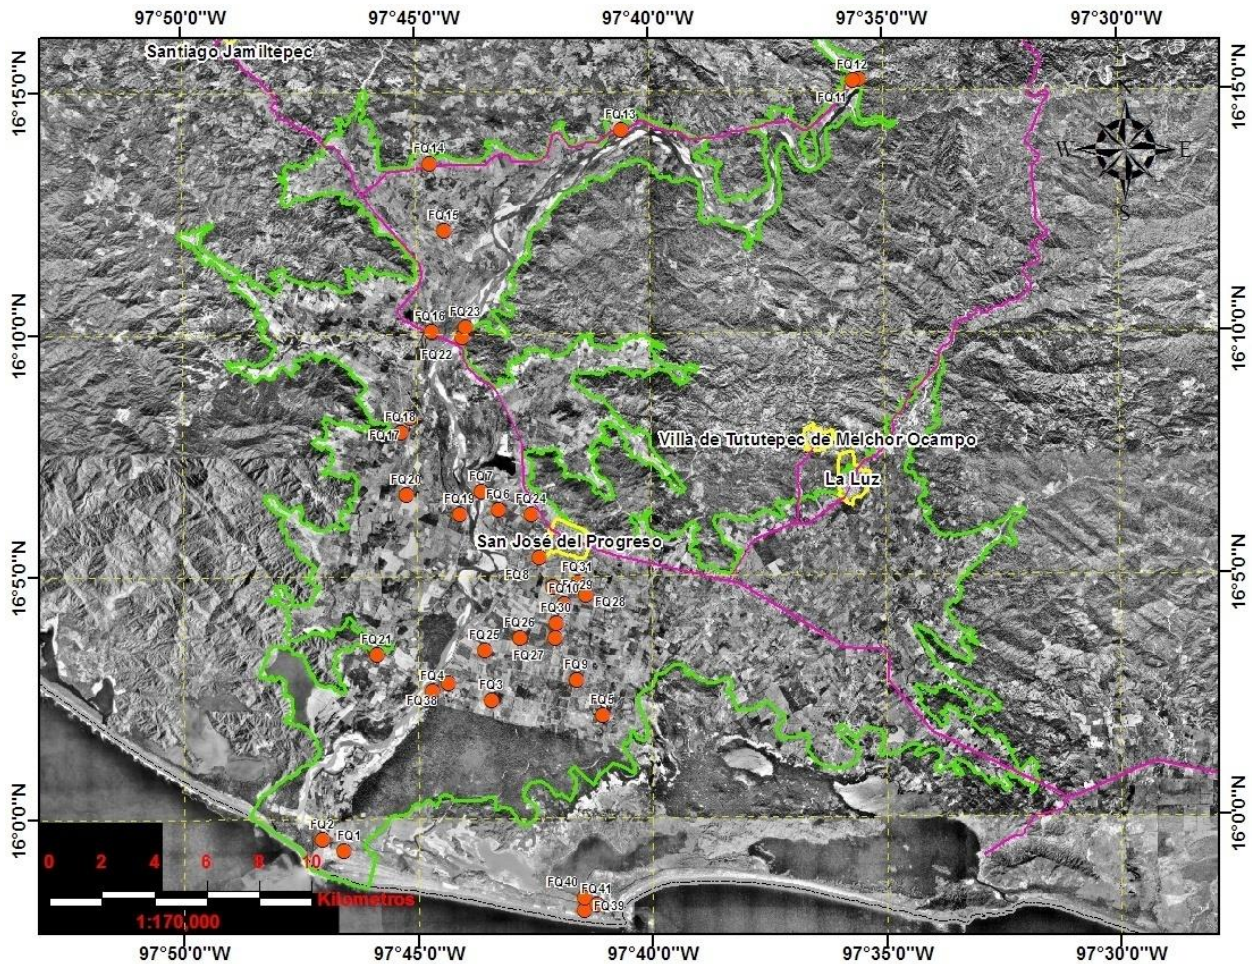 97°50'0"W 97°45'0"W 97°40'0"W 97°35'0"W 97°30'0"W
Santiago Jamiltepec
FQ12
16°15'0"N 16°15'0"N
FQ11
FQ13
FQ14
W E
S
FQ15
FQ16 FQ23
16°10'0"N 16°10'0"N
FQ22
FQ18
FQ17
Villa de Tututepec de Melchor Ocampo
La Luz
FQ7
FQ20
FQ19 FQ6 FQ24
San José del Progreso
FQ8 FQ31
16°5'0"N 16°5'0"N
FQ10 FQ29
FQ30 FQ28
FQ26
FQ25
FQ27
FQ21
FQ4 FQ9
FQ38 FQ3 FQ5
16°0'0"N 16°0'0"N
FQ2
FQ1
0 2 4 6 8 10
Kilometros
1:170,000
FQ40
FQ41
FQ39
97°50'0"W 97°45'0"W 97°40'0"W 97°35'0"W 97°30'0"W